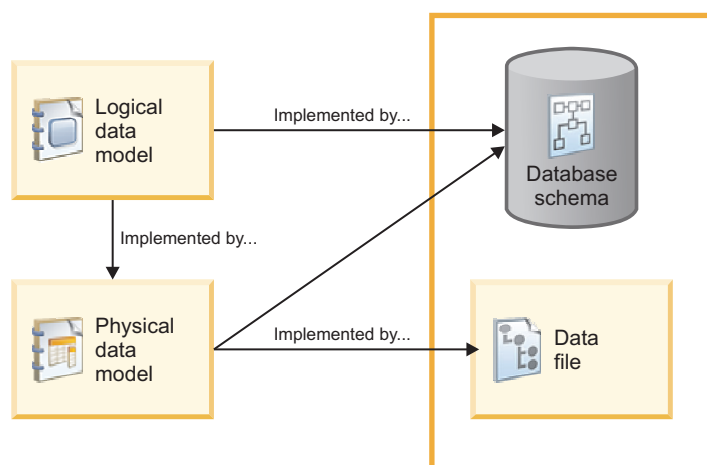 Logical
data
model
Implemented by...
Database
schema
Implemented by...
Physical
data
model
Implemented by...
Data
file